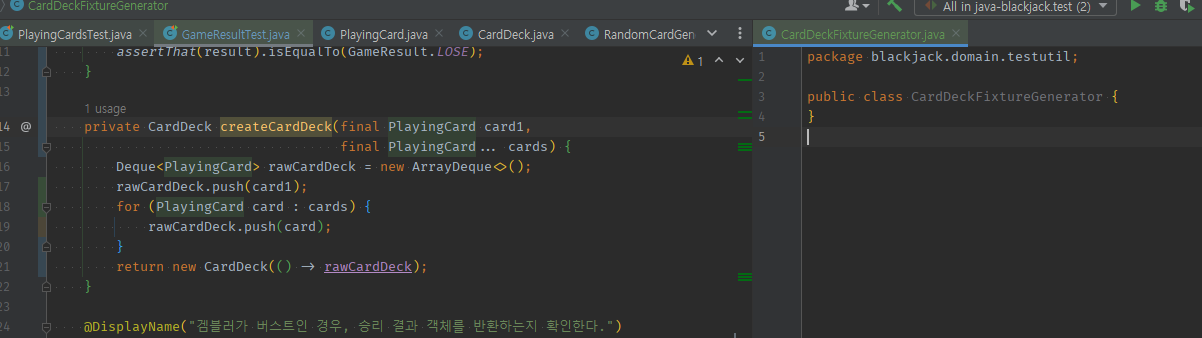 CardDeckFixtureGenerator
All in java-blackjack.test (2)
PlayingCardsTest.java
GameResultTest.java
PlayingCard.java
CardDeck.java
RandomCardGen
CardDeckFixtureGenerator.java
11 assertThat(result).isEqualTo(GameResult.LOSE);
12 }
13
1 usage
14 @ private CardDeck createCardDeck(final PlayingCard card1,
15 final PlayingCard... cards) {
16 Deque<PlayingCard> rawCardDeck = new ArrayDeque<>();
17 rawCardDeck.push(card1);
18 for (PlayingCard card : cards) {
19 rawCardDeck.push(card);
20 }
21 return new CardDeck(() -> rawCardDeck);
22 }
23
24 @DisplayName("겜블러가 버스트인 경우, 승리 결과 객체를 반환하는지 확인한다.")
1
1 package blackjack.domain.testutil;
2
3 public class CardDeckFixtureGenerator {
4 }
5